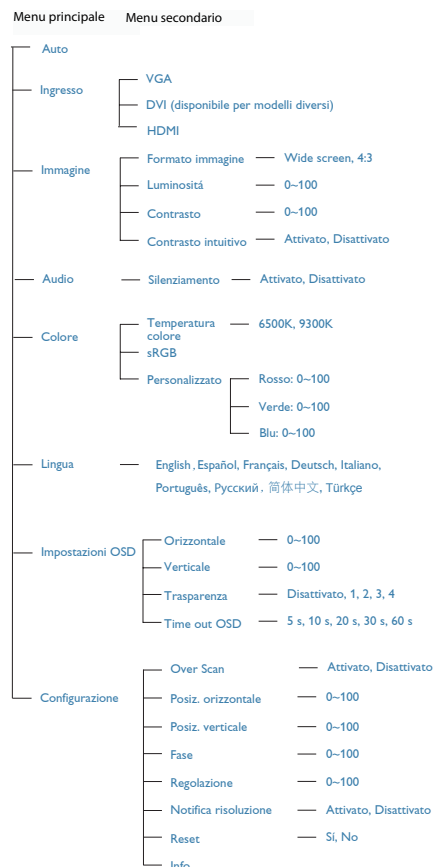 Menu principale Menu secondario
Auto
Ingresso
VGA
DVI (disponibile per modelli diversi)
HDMI
Immagine
Formato immagine Wide screen, 4:3
Luminositá 0~100
Contrasto 0~100
Contrasto intuitivo Attivato, Disattivato
Audio Silenziamento Attivato, Disattivato
Colore
Temperatura colore 6500K, 9300K
sRGB
Personalizzato Rosso: 0~100
Verde: 0~100
Blu: 0~100
Lingua English, Español, Français, Deutsch, Italiano,
Português, Русский, 简体中文, Türkçe
Impostazioni OSD
Orizzontale 0~100
Verticale 0~100
Trasparenza Disattivato, 1, 2, 3, 4
Time out OSD 5 s, 10 s, 20 s, 30 s, 60 s
Configurazione
Over Scan Attivato, Disattivato
Posiz. orizzontale 0~100
Posiz. verticale 0~100
Fase 0~100
Regolazione 0~100
Notifica risoluzione Attivato, Disattivato
Reset Sí, No
Info